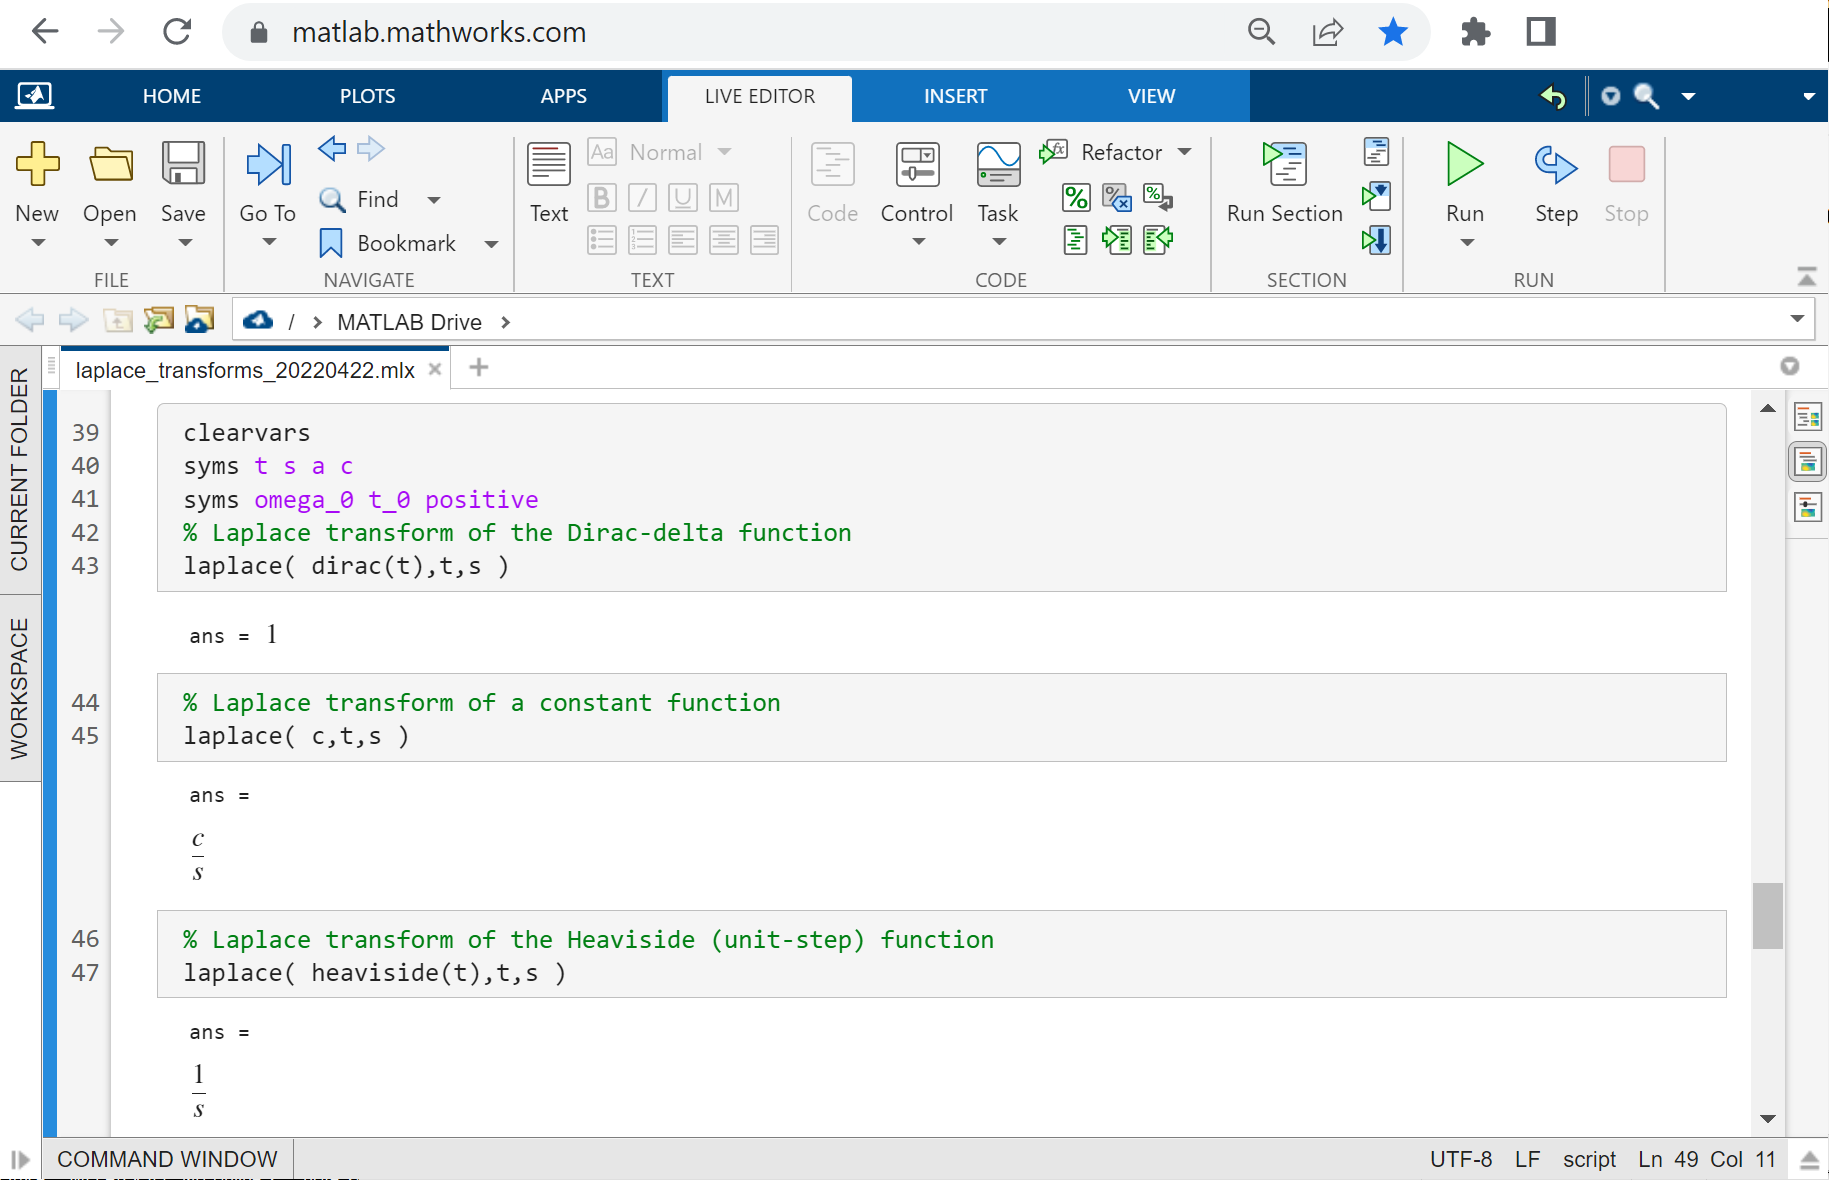 matlab.mathworks.com
HOME PLOTS APPS LIVE EDITOR INSERT VIEW
New Open Save
FILE
Go To Find Bookmark
NAVIGATE
Text Aa Normal
B I U M
TEXT
Code Control Task Refactor
CODE
Run Section
SECTION
Run Step Stop
RUN
/ > MATLAB Drive >
laplace_transforms_20220422.mlx
CURRENT FOLDER
WORKSPACE
39 clearvars
40 syms t s a c
41 syms omega_0 t_0 positive
42 % Laplace transform of the Dirac-delta function
43 laplace( dirac(t),t,s )
ans = 1
44 % Laplace transform of a constant function
45 laplace( c,t,s )
ans =
c
s
46 % Laplace transform of the Heaviside (unit-step) function
47 laplace( heaviside(t),t,s )
ans =
1
s
COMMAND WINDOW
UTF-8 LF script Ln 49 Col 11